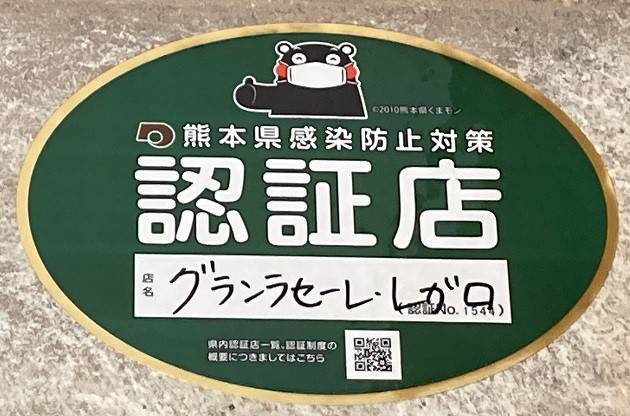 ©2010熊本県くまモン
熊本県感染防止対策
認証店
店名
グランラセーレ・レガロ
(認証No.1544)
県内認証店一覧、認証制度の
概要につきましてはこちら